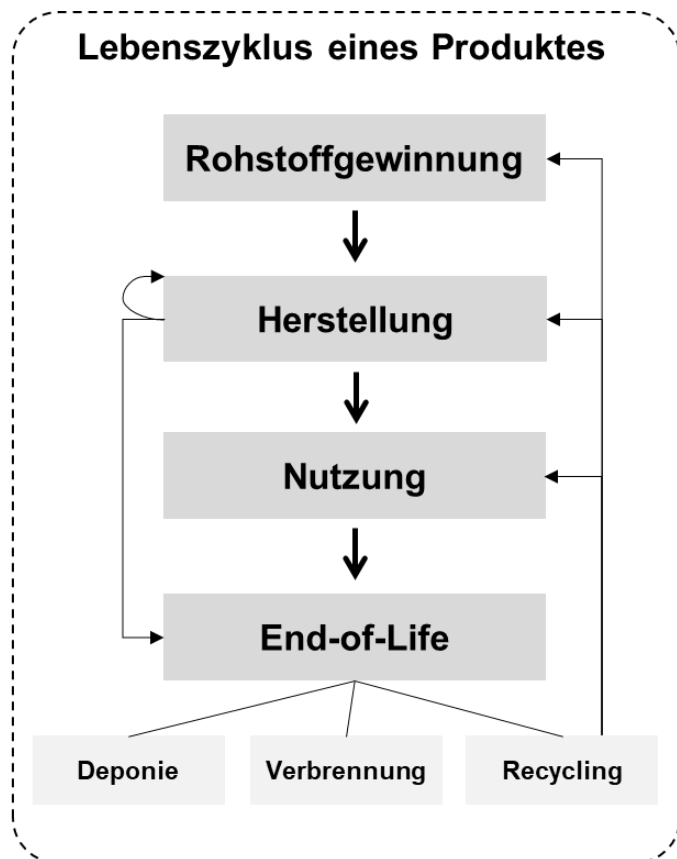 Lebenszyklus eines Produktes
Rohstoffgewinnung
Herstellung
Nutzung
End-of-Life
Deponie
Verbrennung
Recycling